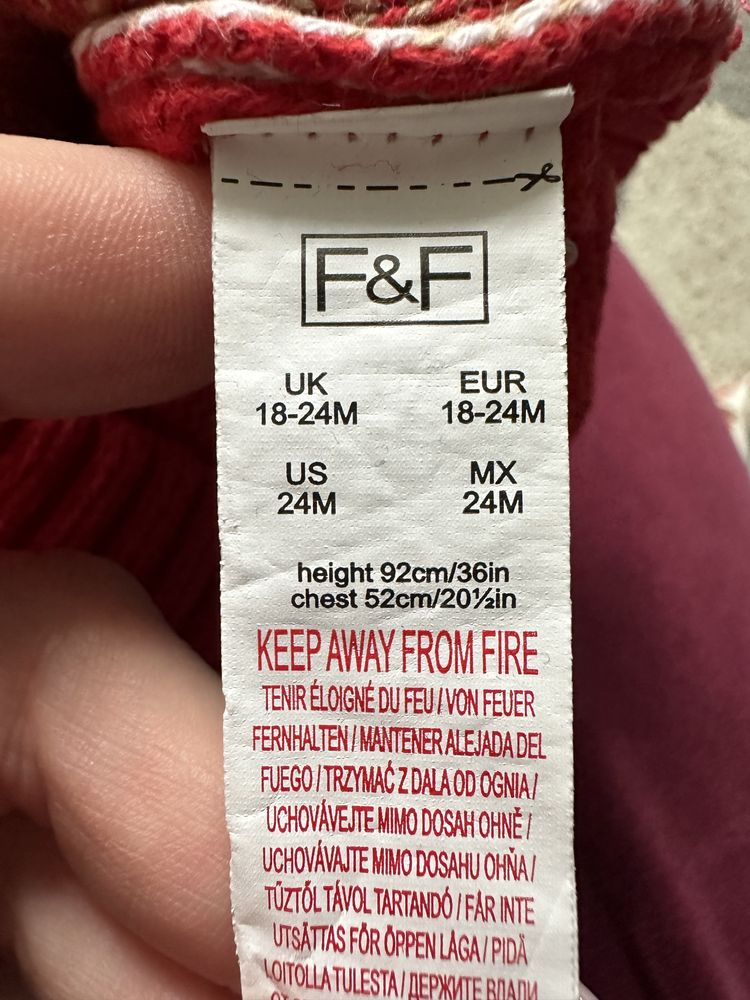 F&F
UK EUR
18-24M 18-24M
US MX
24M 24M
height 92cm/36in
chest 52cm/20½in
KEEP AWAY FROM FIRE
TENIR ÉLOIGNÉ DU FEU / VON FEUER
FERNHALTEN / MANTENER ALEJADA DEL
FUEGO / TRZYMAĆ Z DALA OD OGNIA /
UCHOVÁVEJTE MIMO DOSAH OHNĚ /
UCHOVÁVAJTE MIMO DOSAHU OHŇA /
TŰZTŐL TÁVOL TARTANDÓ / FÅR INTE
UTSÄTTAS FÖR ÖPPEN LÅGA / PIDÄ
LOITOLLA TULESTA / ДЕРЖИТЕ ВДАЛИ